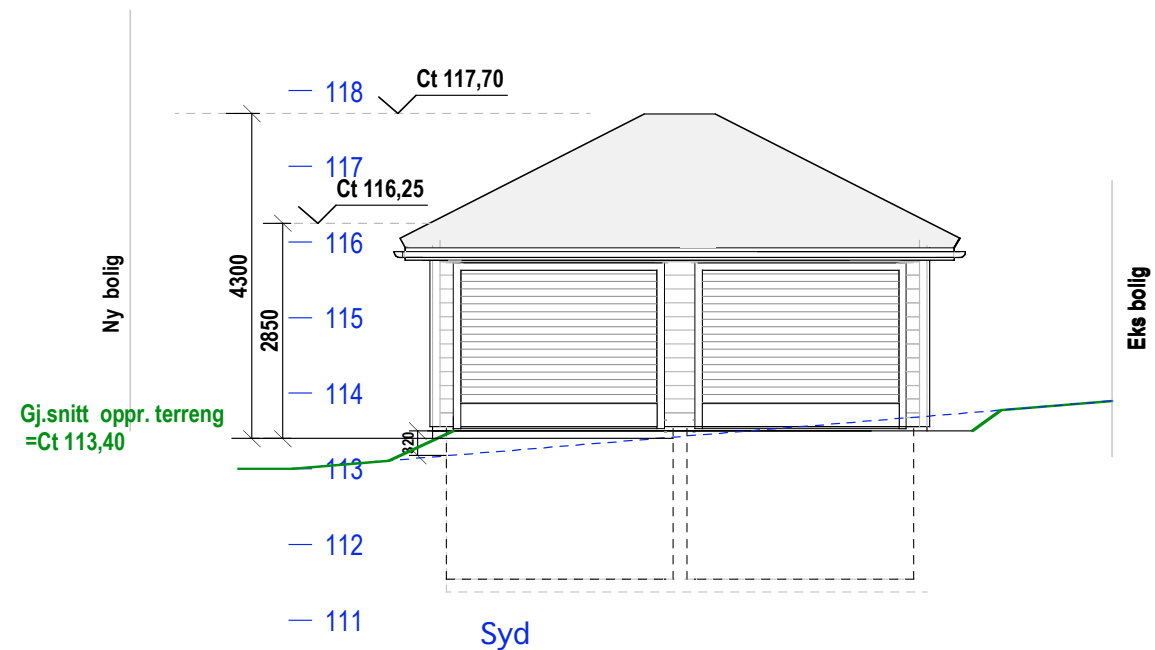 Ct 117,70
118
117
Ct 116,25
116
4300
2850
115
114
Ny bolig
Eks bolig
Gj.snitt oppr. terreng
=Ct 113,40
320
113
112
111
Syd